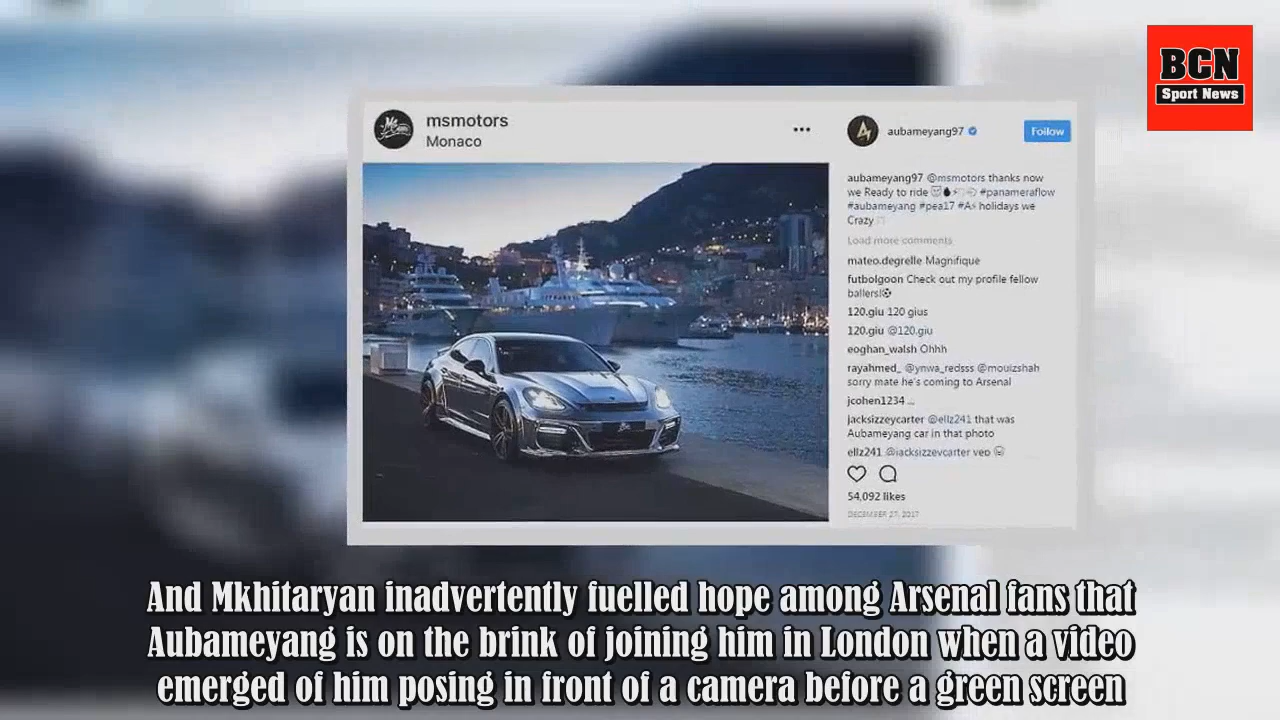 BCN
Sport News
msmotors
Monaco
aubameyang97
Follow
aubameyang97 @msmotors thanks now
we Ready to ride #panameraflow
#aubameyang #pea17 #A⚡ holidays we
Crazy
Load more comments
mateo.degrelle Magnifique
futbolgoon Check out my profile fellow
ballers!⚽
120.giu 120 gius
120.giu @120.giu
eoghan_walsh Ohhh
rayahmed_ @ynwa_redsss @mouizshah
sorry mate he's coming to Arsenal
jcohen1234 ...
jacksizzeycarter @ellz241 that was
Aubameyang car in that photo
ellz241 @jacksizzeycarter yep
54,092 likes
DECEMBER 27, 2017
And Mkhitaryan inadvertently fuelled hope among Arsenal fans that
Aubameyang is on the brink of joining him in London when a video
emerged of him posing in front of a camera before a green screen